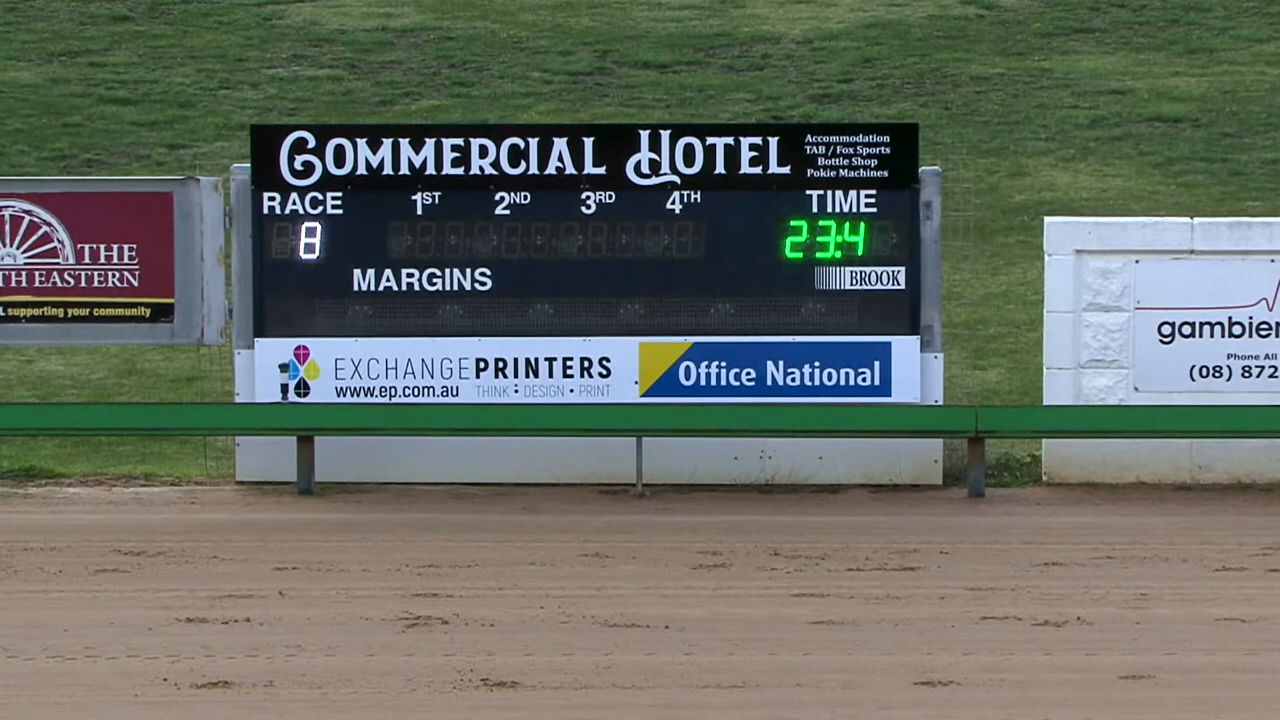 COMMERCIAL HOTEL
Accommodation
TAB / Fox Sports
Bottle Shop
Pokie Machines
RACE 1ST 2ND 3RD 4TH TIME
8 23:4
MARGINS
BROOK
EXCHANGEPRINTERS
www.ep.com.au THINK : DESIGN • PRINT
Office National
THE
TH EASTERN
supporting your community
gambier
Phone All
(08) 872